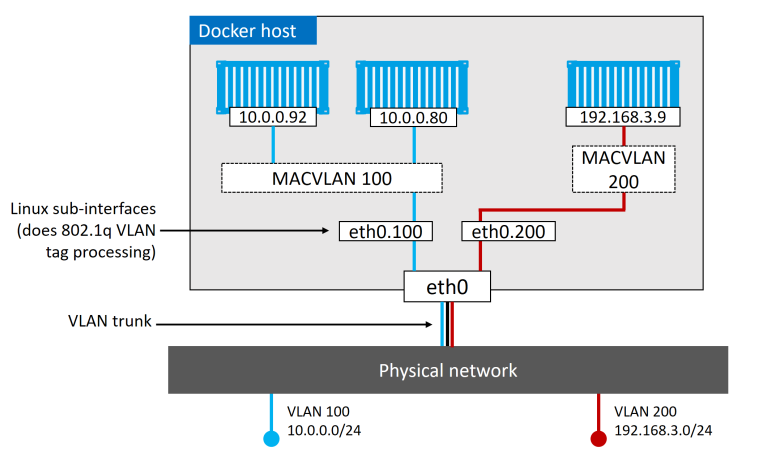 Docker host
10.0.0.92
10.0.0.80
192.168.3.9
MACVLAN 100
MACVLAN
200
Linux sub-interfaces
(does 802.1q VLAN
tag processing)
eth0.100
eth0.200
eth0
VLAN trunk
Physical network
VLAN 100
10.0.0.0/24
VLAN 200
192.168.3.0/24